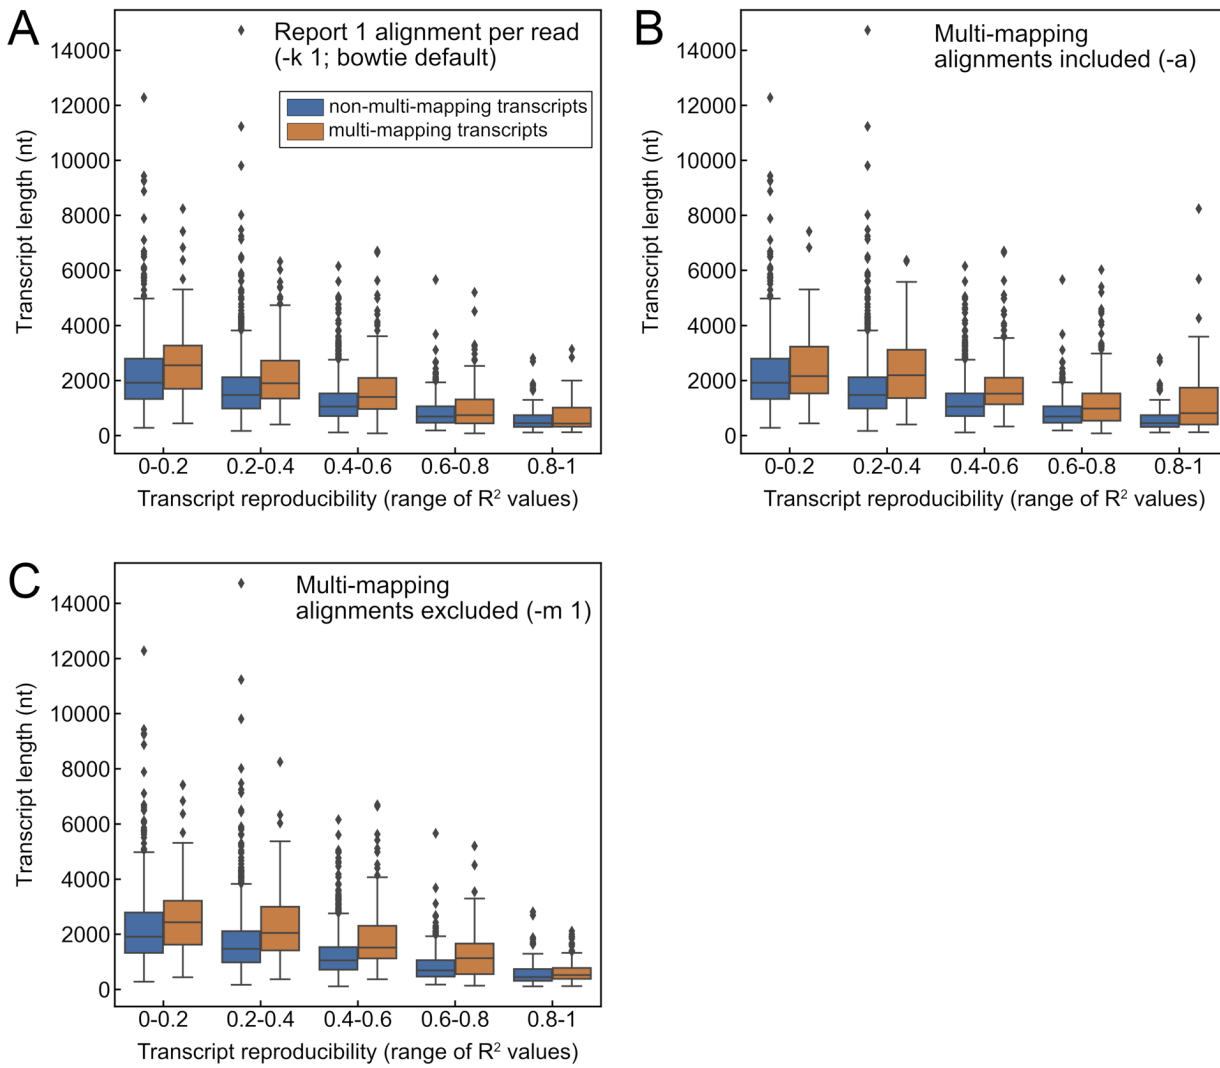 A
Report 1 alignment per read
(-k 1; bowtie default)
non-multi-mapping transcripts
multi-mapping transcripts
Transcript length (nt)
14000
12000
10000
8000
6000
4000
2000
0
0-0.2
0.2-0.4
0.4-0.6
0.6-0.8
0.8-1
Transcript reproducibility (range of R² values)
B
Multi-mapping
alignments included (-a)
Transcript length (nt)
14000
12000
10000
8000
6000
4000
2000
0
0-0.2
0.2-0.4
0.4-0.6
0.6-0.8
0.8-1
Transcript reproducibility (range of R² values)
C
Multi-mapping
alignments excluded (-m 1)
Transcript length (nt)
14000
12000
10000
8000
6000
4000
2000
0
0-0.2
0.2-0.4
0.4-0.6
0.6-0.8
0.8-1
Transcript reproducibility (range of R² values)